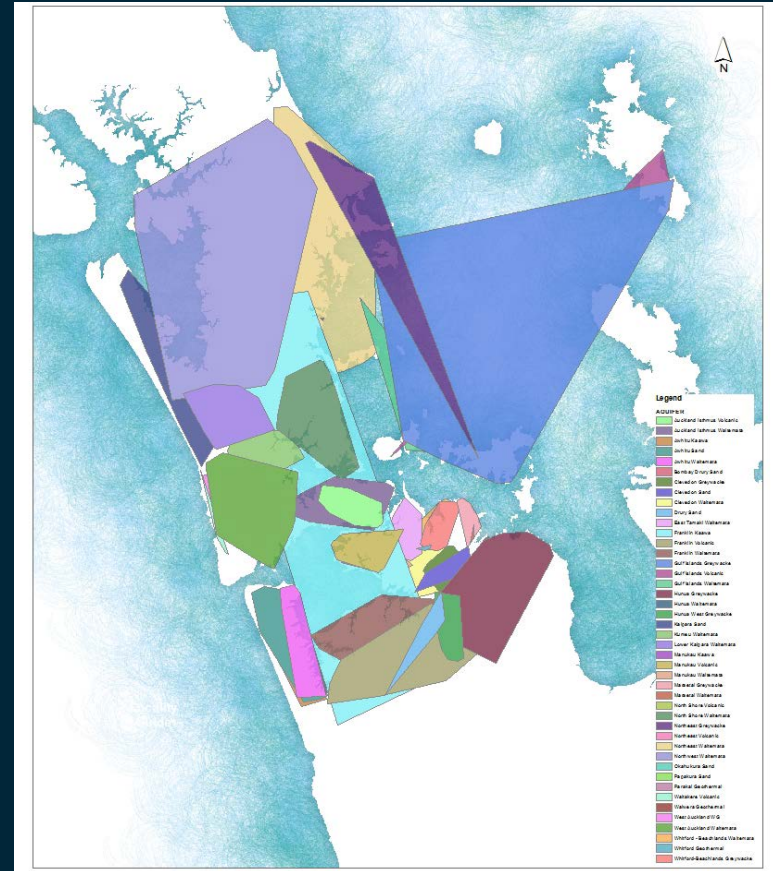 N
Legend
AQUIFER
Auckland Isthmus Volcanic
Auckland Isthmus Waitemata
Awhitu Kaawa
Awhitu Sand
Awhitu Waitemata
Bombay Drury Sand
Clevedon Greywacke
Clevedon Sand
Clevedon Waitemata
Drury Sand
East Tamaki Waitemata
Franklin Kaawa
Franklin Volcanic
Franklin Waitemata
Gulf Islands Greywacke
Gulf Islands Volcanic
Gulf Islands Waitemata
Hunua Greywacke
Hunua Waitemata
Hunua West Greywacke
Kaipara Sand
Kumeu Waitemata
Lower Kaipara Waitemata
Manukau Kaawa
Manukau Volcanic
Manukau Waitemata
Maraetai Greywacke
Maraetai Waitemata
North Shore Volcanic
North Shore Waitemata
Northeast Greywacke
Northeast Volcanic
Northeast Waitemata
Northwest Waitemata
Okahukura Sand
Papakura Sand
Parakai Geothermal
Waitakere Volcanic
Waiwera Geothermal
West Auckland WG
West Auckland Waitemata
Whitford - Beachlands Waitemata
Whitford Geothermal
Whitford-Beachlands Greywacke